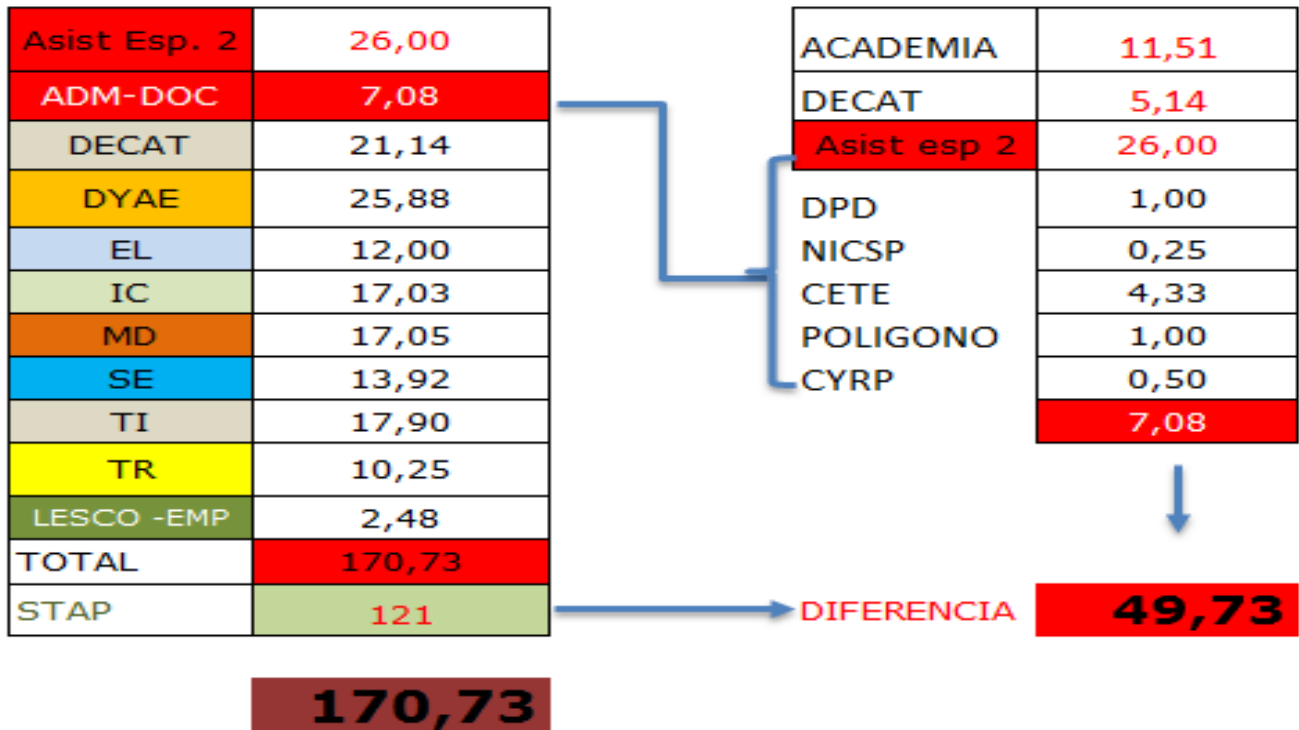 Asist Esp. 2 26,00
ADM-DOC 7,08
DECAT 21,14
DYAE 25,88
EL 12,00
IC 17,03
MD 17,05
SE 13,92
TI 17,90
TR 10,25
LESCO -EMP 2,48
TOTAL 170,73
STAP 121
170,73
ACADEMIA 11,51
DECAT 5,14
Asist esp 2 26,00
DPD 1,00
NICSP 0,25
CETE 4,33
POLIGONO 1,00
CYRP 0,50
7,08
DIFERENCIA 49,73